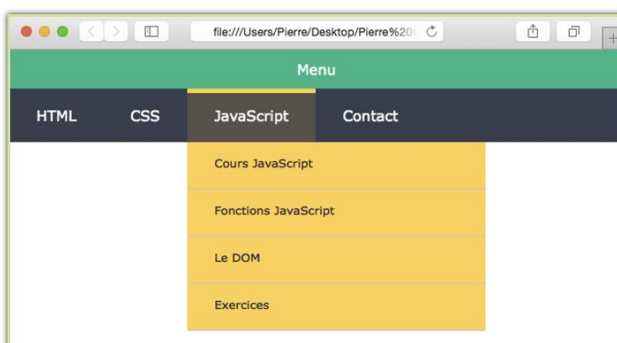 file:///Users/Pierre/Desktop/Pierre%20
Menu
HTML CSS JavaScript Contact
Cours JavaScript
Fonctions JavaScript
Le DOM
Exercices